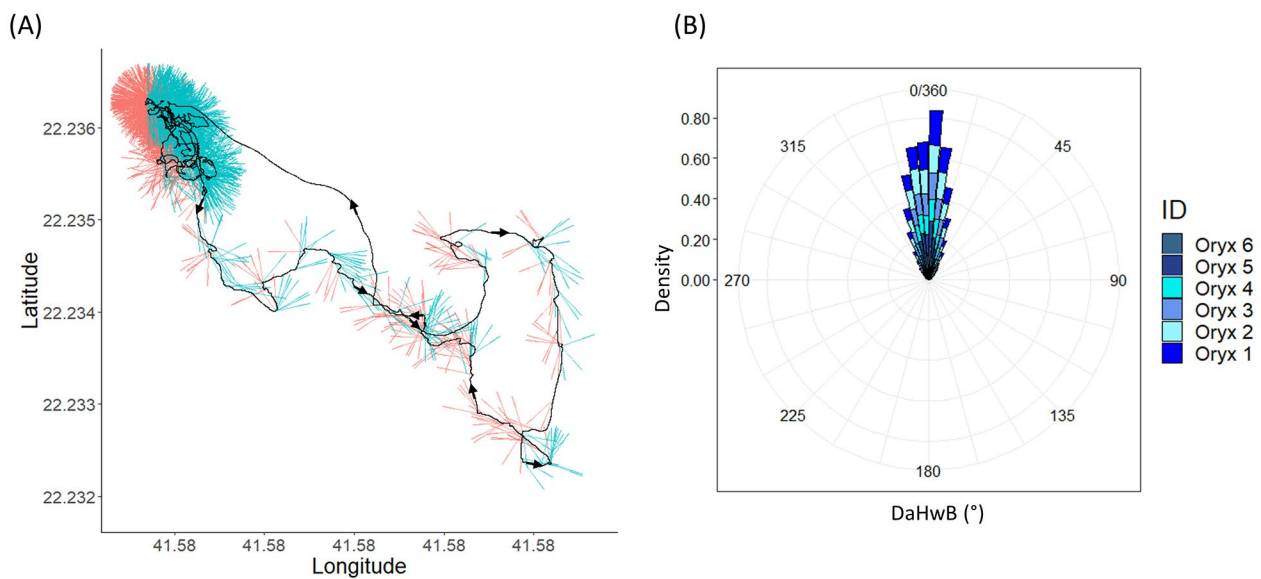 (A)
(B)
Latitude
22.236
22.235
22.234
22.233
22.232
41.58
41.58
41.58
41.58
41.58
Longitude
Density
0.80
0.60
0.40
0.20
0.00
0/360
45
90
135
180
225
270
315
DaHwB (°)
ID
Oryx 6
Oryx 5
Oryx 4
Oryx 3
Oryx 2
Oryx 1